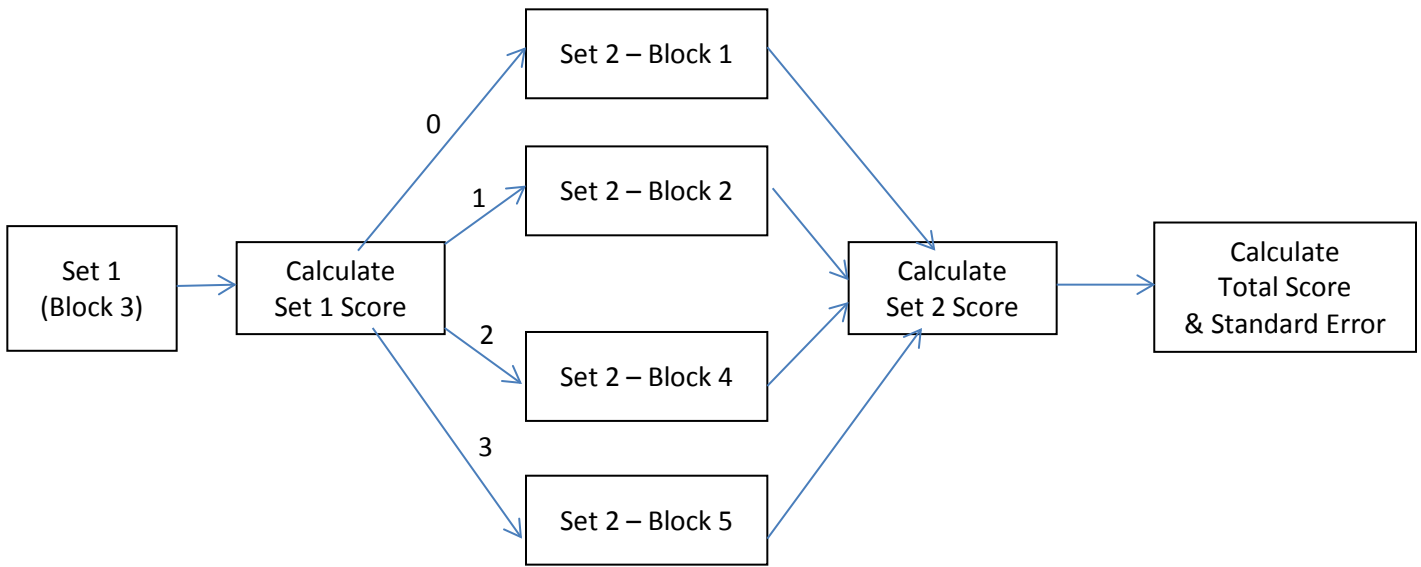 Set 1
(Block 3)
Calculate
Set 1 Score
0
1
2
3
Set 2 – Block 1
Set 2 – Block 2
Set 2 – Block 4
Set 2 – Block 5
Calculate
Set 2 Score
Calculate
Total Score
& Standard Error